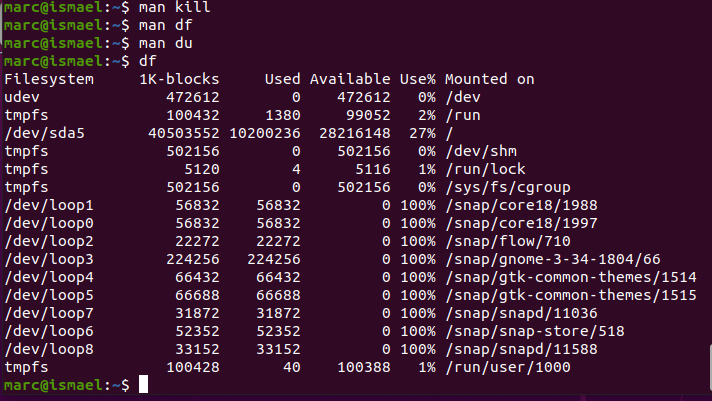 marc@ismael:~$ man kill
marc@ismael:~$ man df
marc@ismael:~$ man du
marc@ismael:~$ df
Filesystem     1K-blocks     Used Available Use% Mounted on
udev              472612        0    472612   0% /dev
tmpfs             100432     1380     99052   2% /run
/dev/sda5       40503552 10200236  28216148  27% /
tmpfs             502156        0    502156   0% /dev/shm
tmpfs               5120        4      5116   1% /run/lock
tmpfs             502156        0    502156   0% /sys/fs/cgroup
/dev/loop1         56832    56832         0 100% /snap/core18/1988
/dev/loop0         56832    56832         0 100% /snap/core18/1997
/dev/loop2         22272    22272         0 100% /snap/flow/710
/dev/loop3        224256   224256         0 100% /snap/gnome-3-34-1804/66
/dev/loop4         66432    66432         0 100% /snap/gtk-common-themes/1514
/dev/loop5         66688    66688         0 100% /snap/gtk-common-themes/1515
/dev/loop7         31872    31872         0 100% /snap/snapd/11036
/dev/loop6         52352    52352         0 100% /snap/snap-store/518
/dev/loop8         33152    33152         0 100% /snap/snapd/11588
tmpfs             100428       40    100388   1% /run/user/1000
marc@ismael:~$